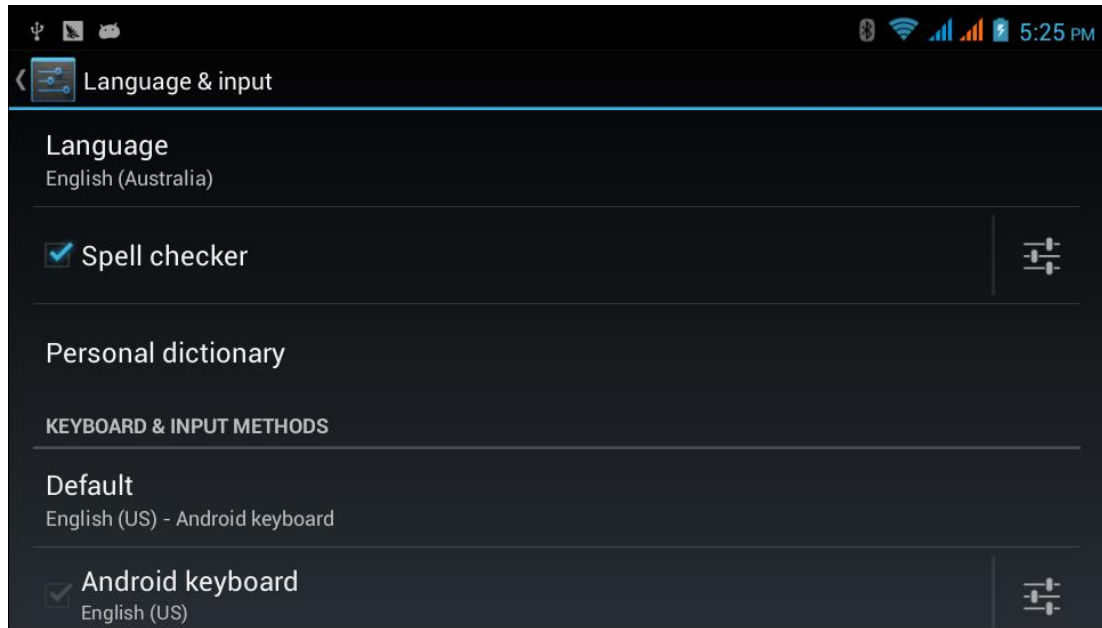 5:25 PM
Language & input
Language
English (Australia)
Spell checker
Personal dictionary
KEYBOARD & INPUT METHODS
Default
English (US) - Android keyboard
Android keyboard
English (US)